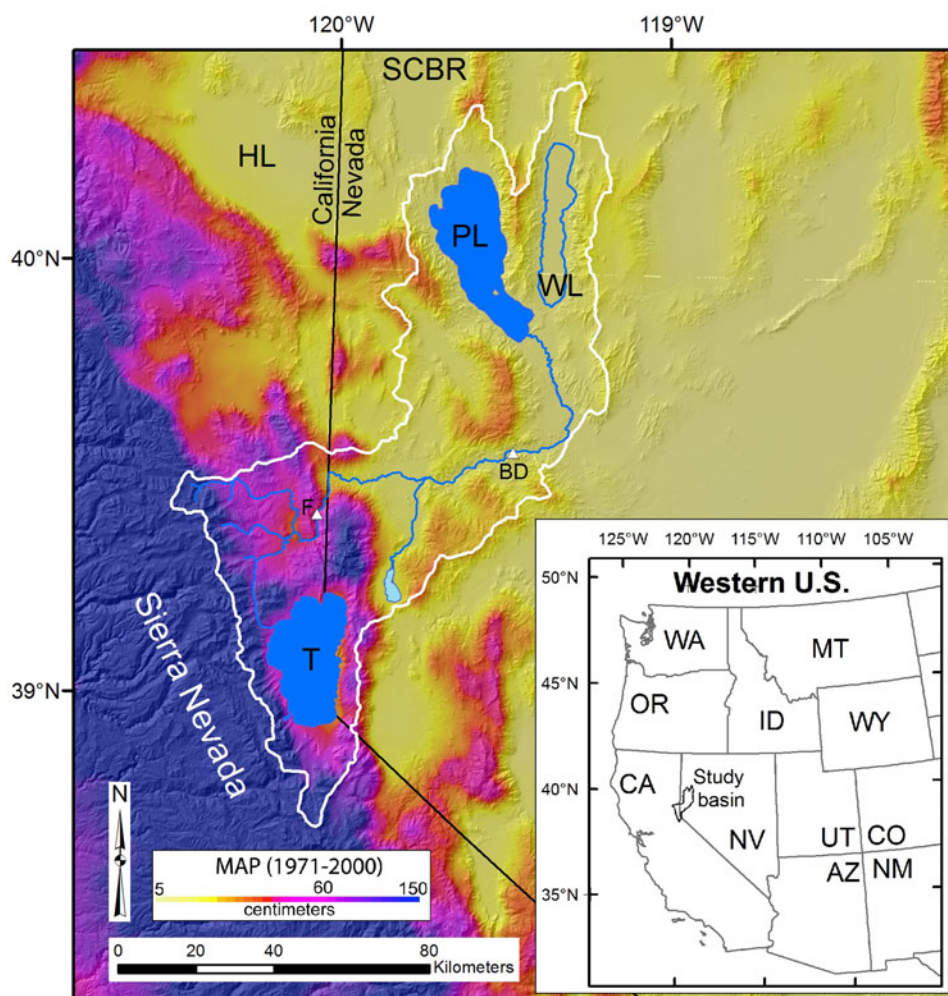 120°W
119°W
SCBR
HL
California
Nevada
40°N
PL
WL
BD
F
Sierra Nevada
T
39°N
N
MAP (1971-2000)
5
60
150
centimeters
0
20
40
60
80
Kilometers
125°W
120°W
115°W
110°W
105°W
50°N
Western U.S.
WA
MT
45°N
OR
ID
WY
40°N
CA
Study
basin
NV
UT
CO
AZ
NM
35°N